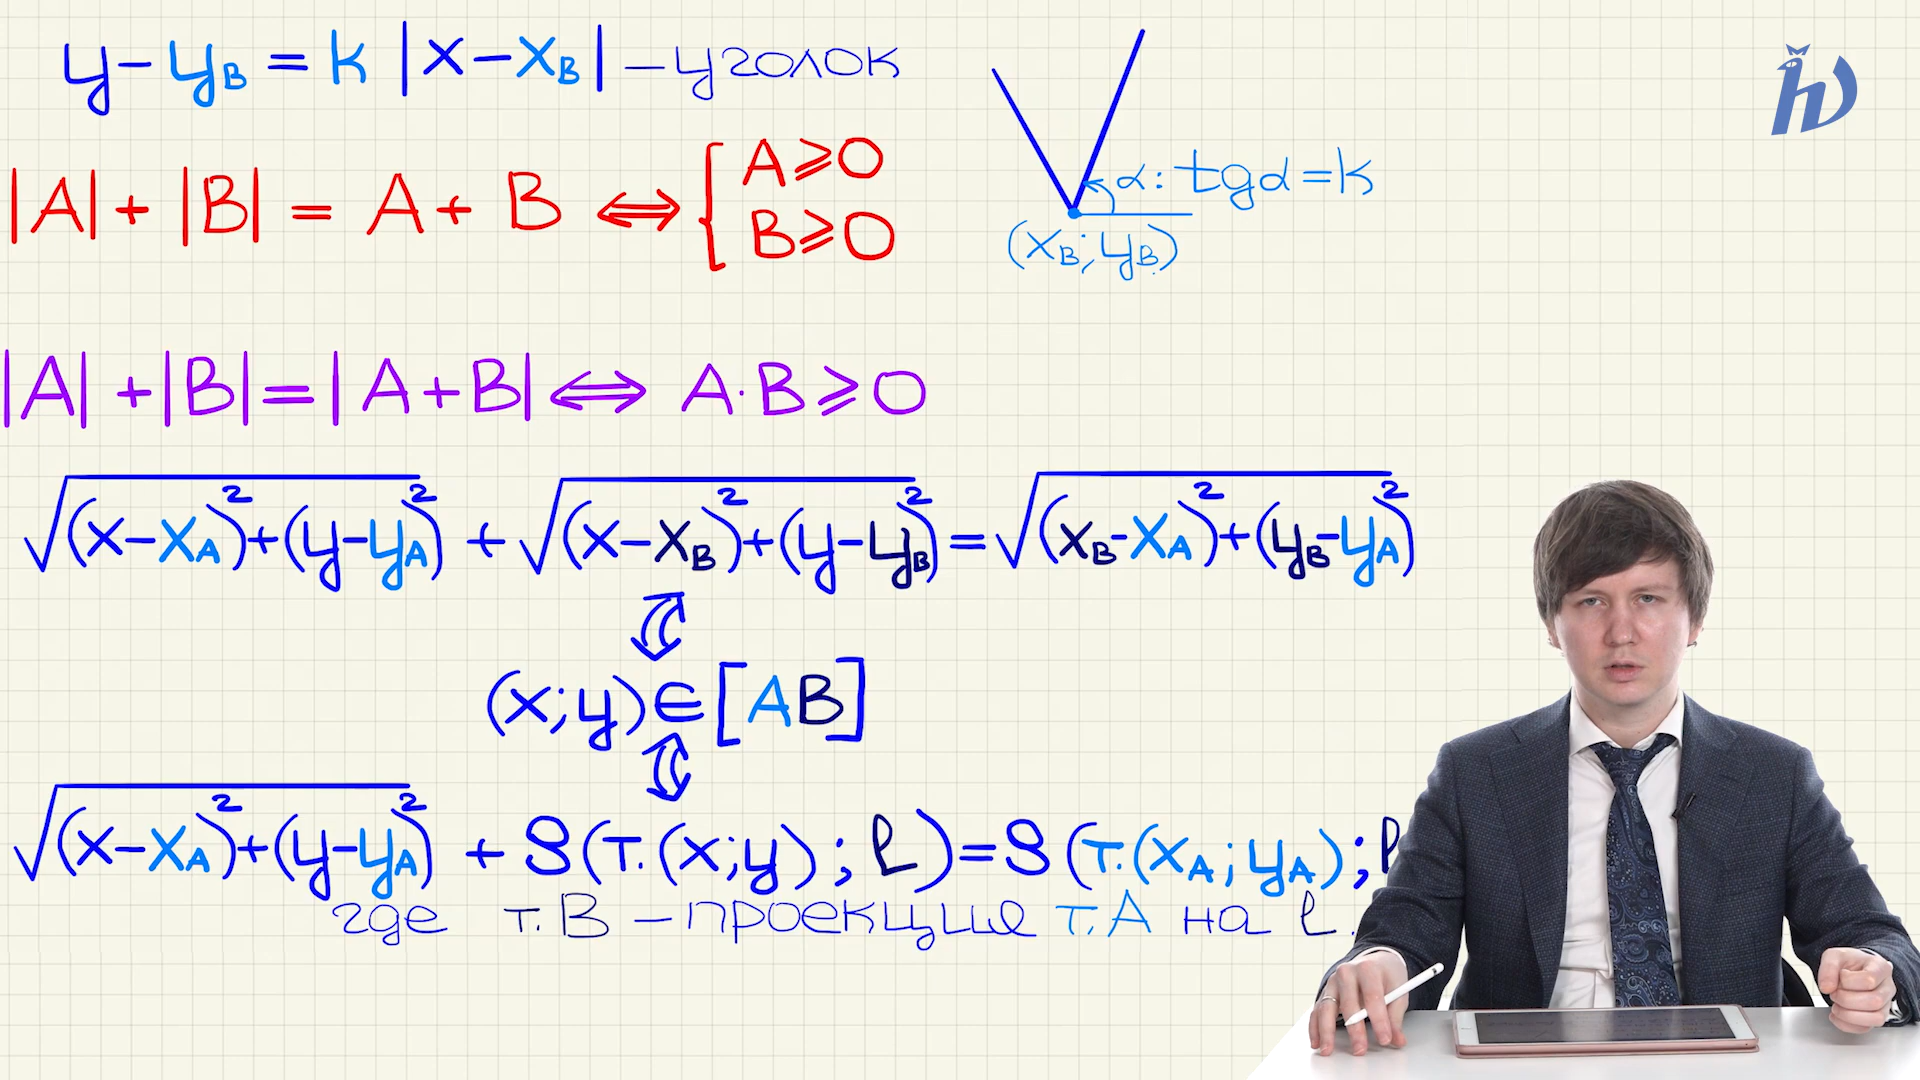 y − y_B = k |x − x_B| – уголок
α: tgα = k
(x_B; y_B)
|A| + |B| = A + B ⇔ { A ⩾ 0
B ⩾ 0
|A| + |B| = |A + B| ⇔ A·B ⩾ 0
√((x−x_A)²+(y−y_A)²) + √((x−x_B)²+(y−y_B)²) = √((x_B−x_A)²+(y_B−y_A)²)
⇕
(x;y) ∈ [AB]
⇕
√((x−x_A)²+(y−y_A)²) + ρ(т.(x;y); l) = ρ(т.(x_A; y_A);
где т.B – проекция т.A на l.